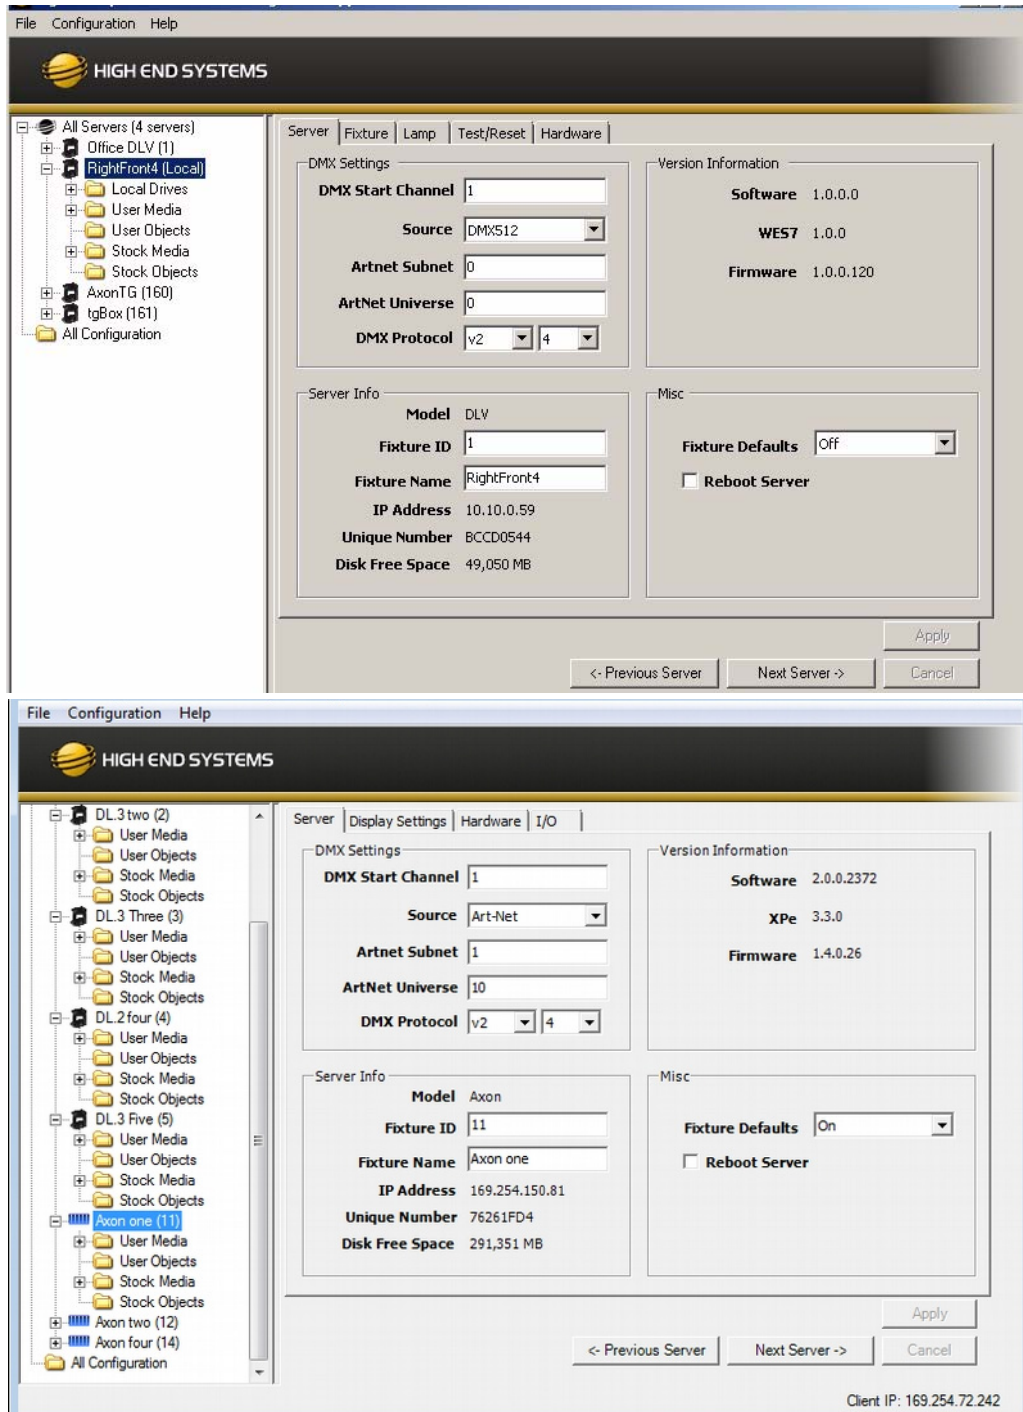 File Configuration Help
HIGH END SYSTEMS
All Servers (4 servers)
Office DLV (1)
RightFront4 (Local)
Local Drives
User Media
User Objects
Stock Media
Stock Objects
AxonTG (160)
tgBox (161)
All Configuration
Server Fixture Lamp Test/Reset Hardware
DMX Settings
DMX Start Channel 1
Source DMX512
Artnet Subnet 0
ArtNet Universe 0
DMX Protocol v2 4
Version Information
Software 1.0.0.0
WES7 1.0.0
Firmware 1.0.0.120
Server Info
Model DLV
Fixture ID 1
Fixture Name RightFront4
IP Address 10.10.0.59
Unique Number BCCD0544
Disk Free Space 49,050 MB
Misc
Fixture Defaults Off
Reboot Server
Apply
<- Previous Server Next Server -> Cancel
File Configuration Help
HIGH END SYSTEMS
DL.3 two (2)
User Media
User Objects
Stock Media
Stock Objects
DL.3 Three (3)
User Media
User Objects
Stock Media
Stock Objects
DL.2 four (4)
User Media
User Objects
Stock Media
Stock Objects
DL.3 Five (5)
User Media
User Objects
Stock Media
Stock Objects
Axon one (11)
User Media
User Objects
Stock Media
Stock Objects
Axon two (12)
Axon four (14)
All Configuration
Server Display Settings Hardware I/O
DMX Settings
DMX Start Channel 1
Source Art-Net
Artnet Subnet 1
ArtNet Universe 10
DMX Protocol v2 4
Version Information
Software 2.0.0.2372
XPe 3.3.0
Firmware 1.4.0.26
Server Info
Model Axon
Fixture ID 11
Fixture Name Axon one
IP Address 169.254.150.81
Unique Number 76261FD4
Disk Free Space 291,351 MB
Misc
Fixture Defaults On
Reboot Server
Apply
<- Previous Server Next Server -> Cancel
Client IP: 169.254.72.242